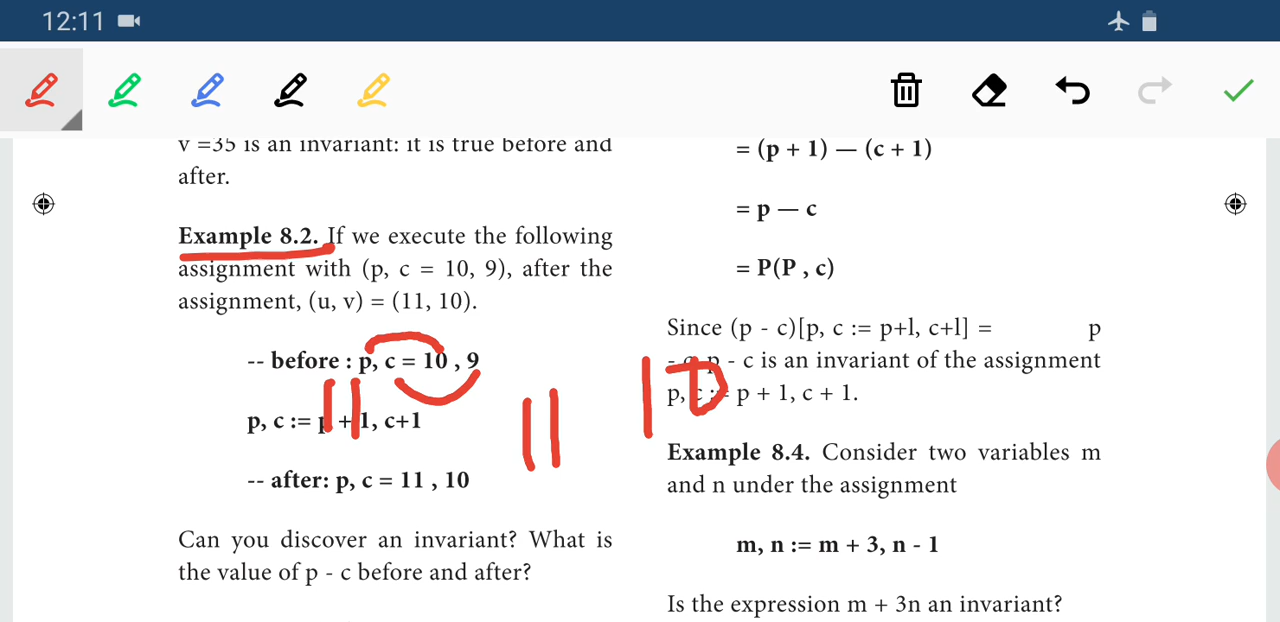 12:11
v =35 is an invariant: it is true before and
after.
Example 8.2. If we execute the following
assignment with (p, c = 10, 9), after the
assignment, (u, v) = (11, 10).
-- before : p, c = 10 , 9
p, c := p +1, c+1
11
11
10
-- after: p, c = 11 , 10
Can you discover an invariant? What is
the value of p - c before and after?
= (p + 1) — (c + 1)
= p — c
= P(P , c)
Since (p - c)[p, c := p+l, c+l] = p
- c, p - c is an invariant of the assignment
p, c := p + 1, c + 1.
Example 8.4. Consider two variables m
and n under the assignment
m, n := m + 3, n - 1
Is the expression m + 3n an invariant?